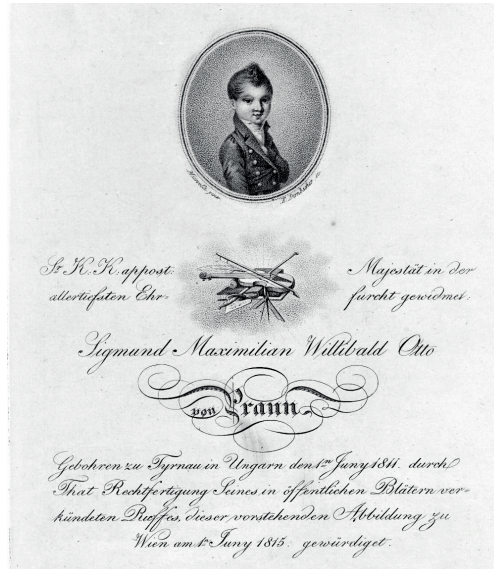 Sr. K. K. appost: Majestät in der
allertiefsten Ehr- furcht gewidmet.
Sigmund Maximilian Willibald Otto
von Praun
Gebohren zu Tyrnau in Ungarn den 1ten Juny 1811. durch
That Rechtfertigung Seines in öffentlichen Blätern ver-
kündeten Ruffes, dieser vorstehenden Abbildung zu
Wien am 1ten Juny 1815. gewürdiget.